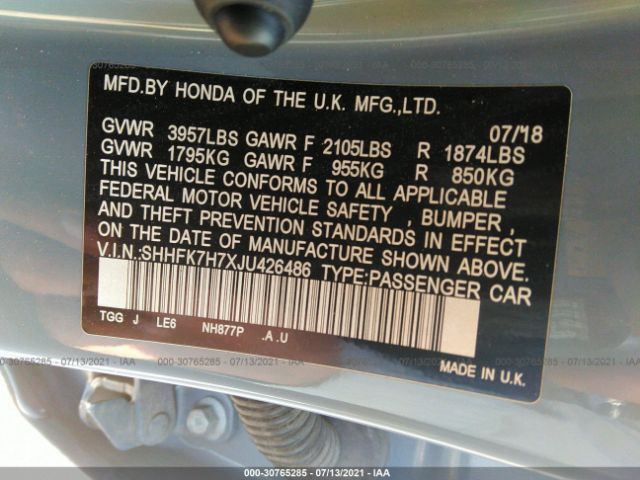 MFD.BY HONDA OF THE U.K. MFG.,LTD.
07/18
GVWR 3957LBS GAWR F 2105LBS R 1874LBS
GVWR 1795KG GAWR F 955KG R 850KG
THIS VEHICLE CONFORMS TO ALL APPLICABLE
FEDERAL MOTOR VEHICLE SAFETY , BUMPER ,
AND THEFT PREVENTION STANDARDS IN EFFECT
ON THE DATE OF MANUFACTURE SHOWN ABOVE.
V.I.N.:SHHFK7H7XJU426486 TYPE:PASSENGER CAR
TGG J LE6 NH877P .A .U
MADE IN U.K.
000-30765285 - 07/13/2021 - IAA